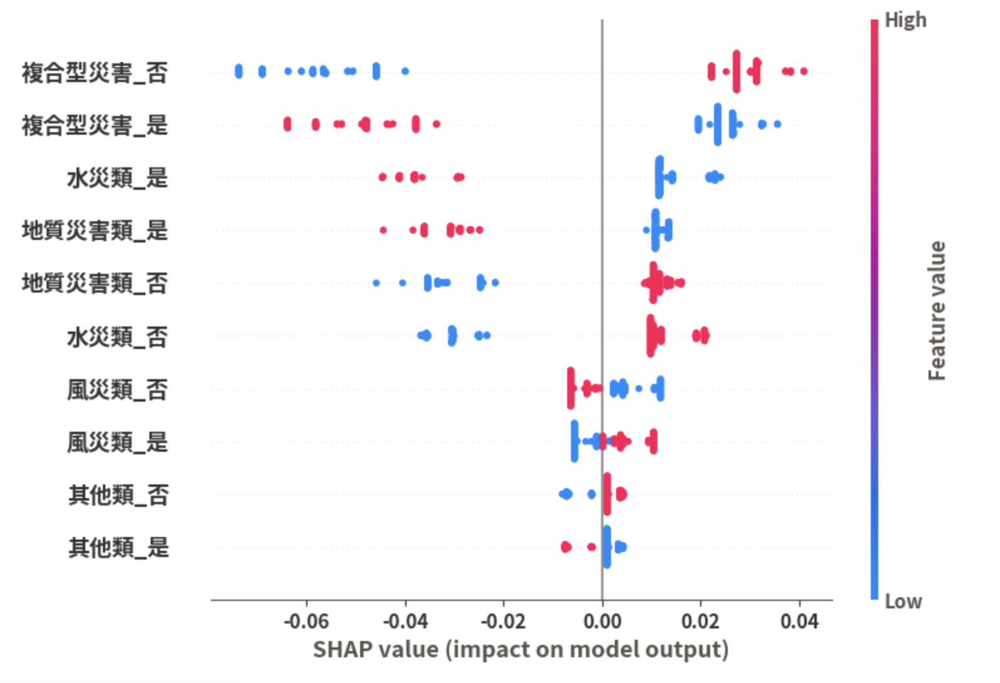 High
複合型災害_否
複合型災害_是
水災類_是
地質災害類_是
地質災害類_否
水災類_否
風災類_否
風災類_是
其他類_否
其他類_是
Feature value
Low
-0.06 -0.04 -0.02 0.00 0.02 0.04
SHAP value (impact on model output)